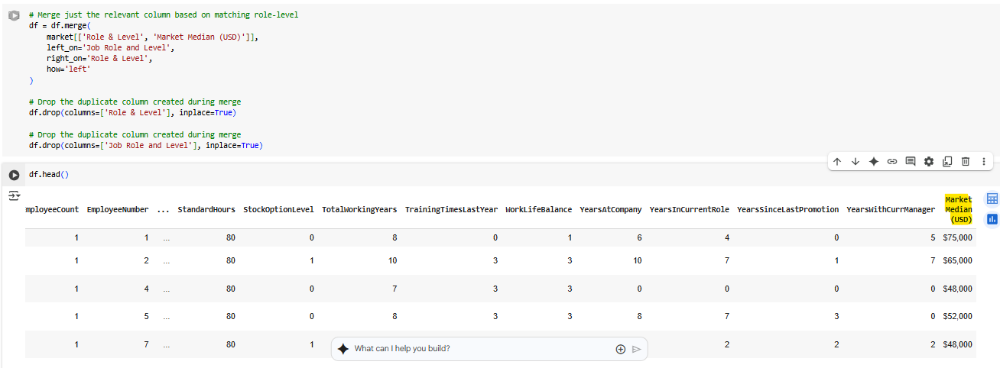 # Merge just the relevant column based on matching role-level
df = df.merge(
market[['Role & Level', 'Market Median (USD)']],
left_on='Job Role and Level',
right_on='Role & Level',
how='left'
)
# Drop the duplicate column created during merge
df.drop(columns=['Role & Level'], inplace=True)
# Drop the duplicate column created during merge
df.drop(columns=['Job Role and Level'], inplace=True)
df.head()
mployeeCount EmployeeNumber ... StandardHours StockOptionLevel TotalWorkingYears TrainingTimesLastYear WorkLifeBalance YearsAtCompany YearsInCurrentRole YearsSinceLastPromotion YearsWithCurrManager Market Median (USD)
1 1 ... 80 0 8 0 1 6 4 0 5 $75,000
1 2 ... 80 1 10 3 3 10 7 1 7 $65,000
1 4 ... 80 0 7 3 3 0 0 0 0 $48,000
1 5 ... 80 0 8 3 3 8 7 3 0 $52,000
1 7 ... 80 1 2 2 2 $48,000
What can I help you build?